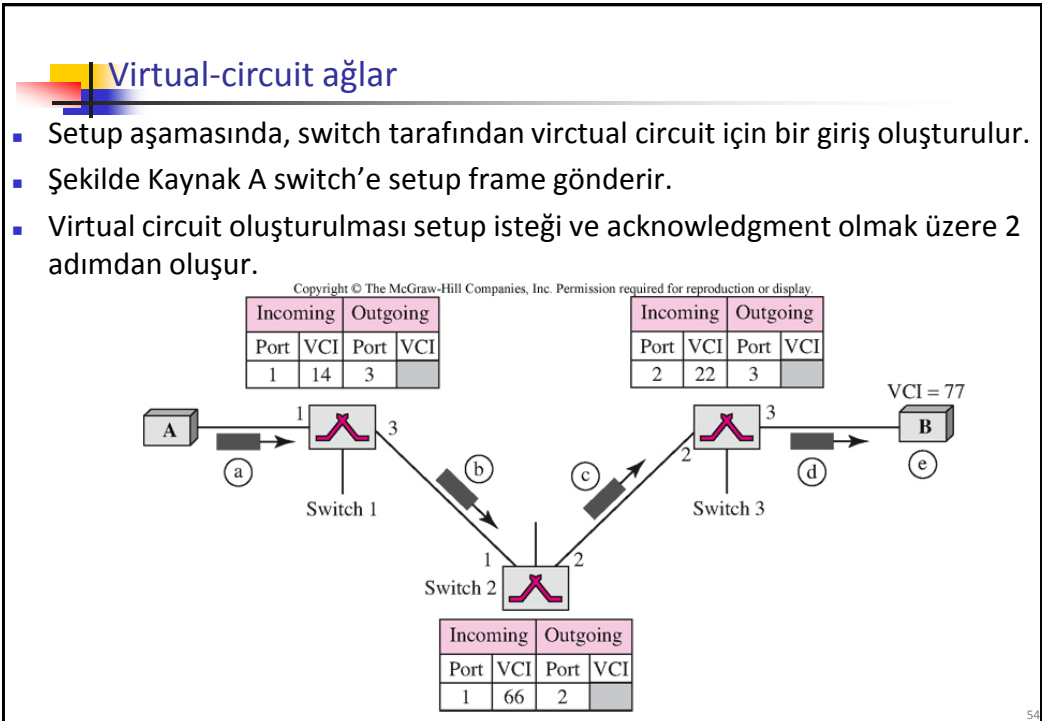 Virtual-circuit ağlar
Setup aşamasında, switch tarafından virctual circuit için bir giriş oluşturulur.
Şekilde Kaynak A switch’e setup frame gönderir.
Virtual circuit oluşturulması setup isteği ve acknowledgment olmak üzere 2
adımdan oluşur.
Copyright © The McGraw-Hill Companies, Inc. Permission required for reproduction or display.
Incoming Outgoing
Port VCI Port VCI
1 14 3
Incoming Outgoing
Port VCI Port VCI
2 22 3
VCI = 77
A
1
3
a
Switch 1
b
c
2
3
Switch 3
d
B
e
1
2
Switch 2
Incoming Outgoing
Port VCI Port VCI
1 66 2
54